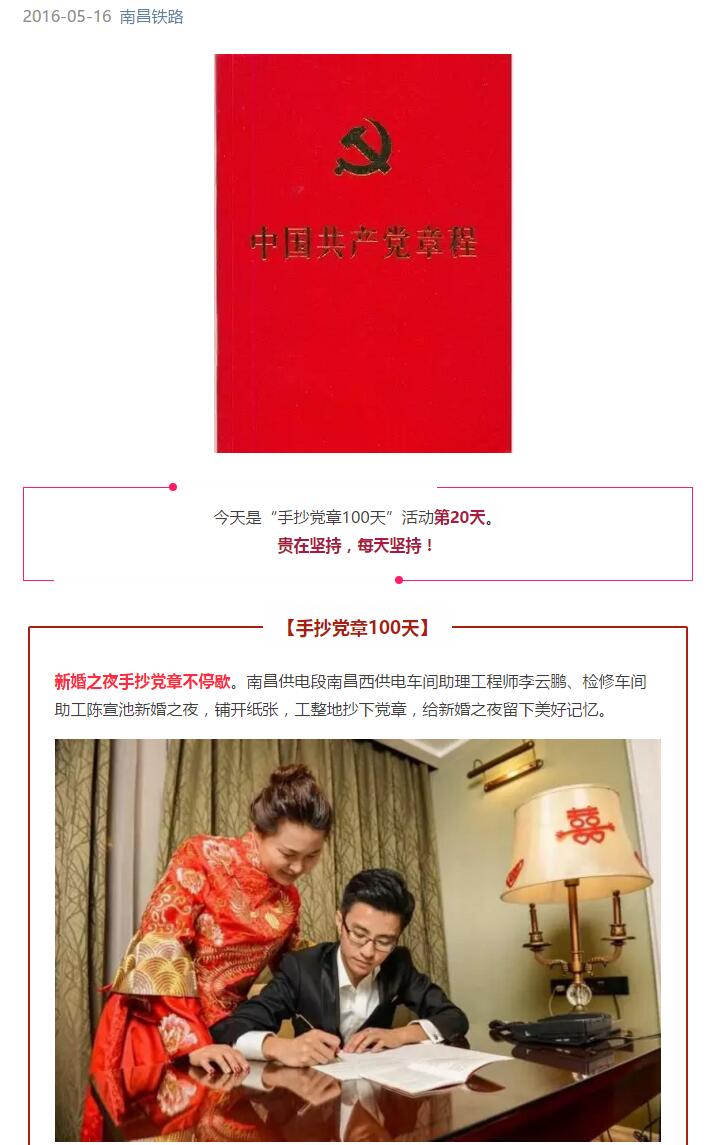 2016-05-16 南昌铁路
中国共产党章程
今天是“手抄党章100天”活动第20天。
贵在坚持，每天坚持！
【手抄党章100天】
新婚之夜手抄党章不停歇。南昌供电段南昌西供电车间助理工程师李云鹏、检修车间
助工陈宣池新婚之夜，铺开纸张，工整地抄下党章，给新婚之夜留下美好记忆。
囍